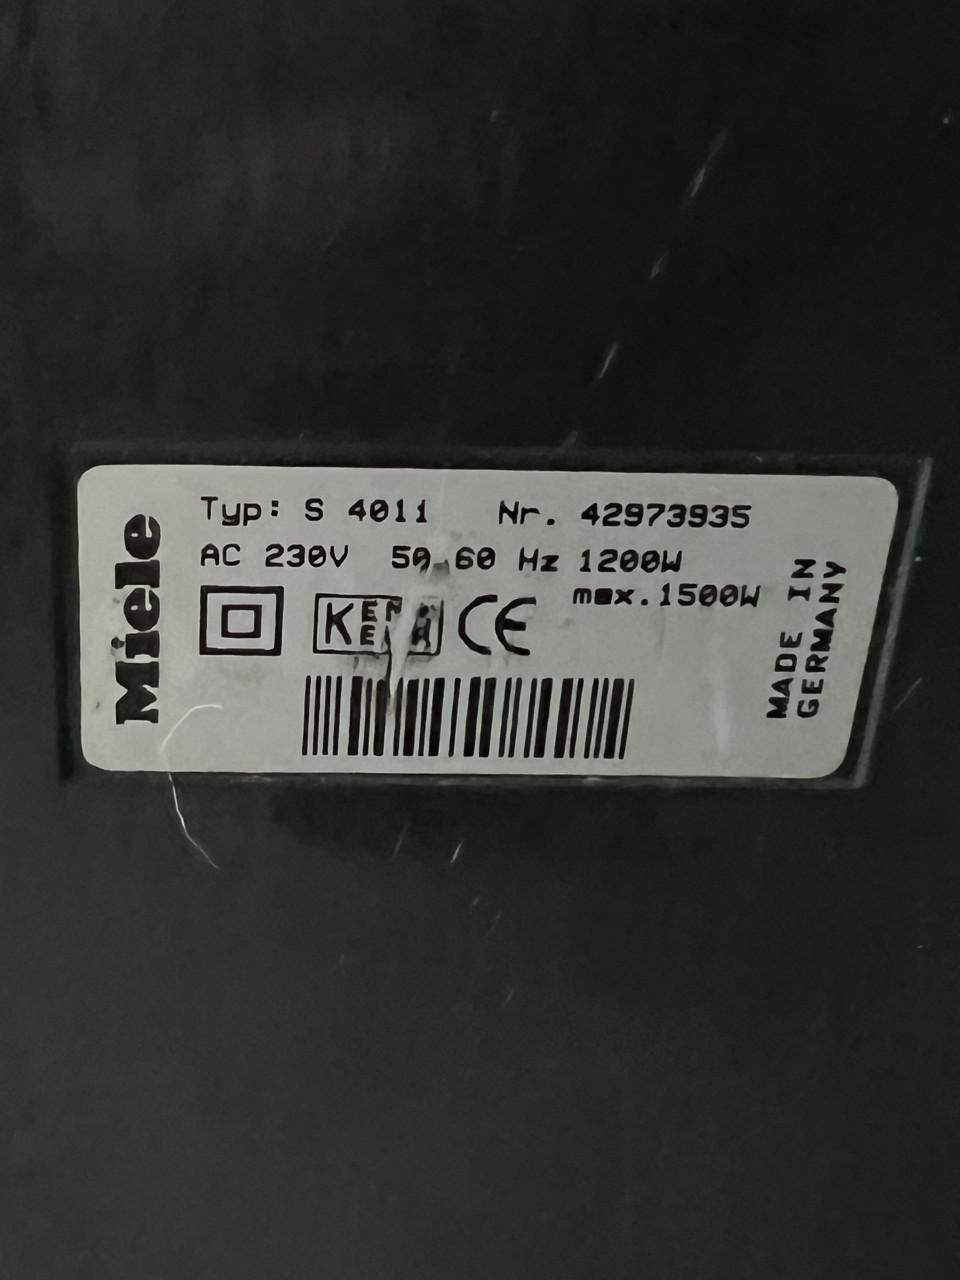 Miele
Typ: S 4011 Nr. 42973935
AC 230V 50-60 Hz 1200W
max. 1500W
CE
MADE IN
GERMANY